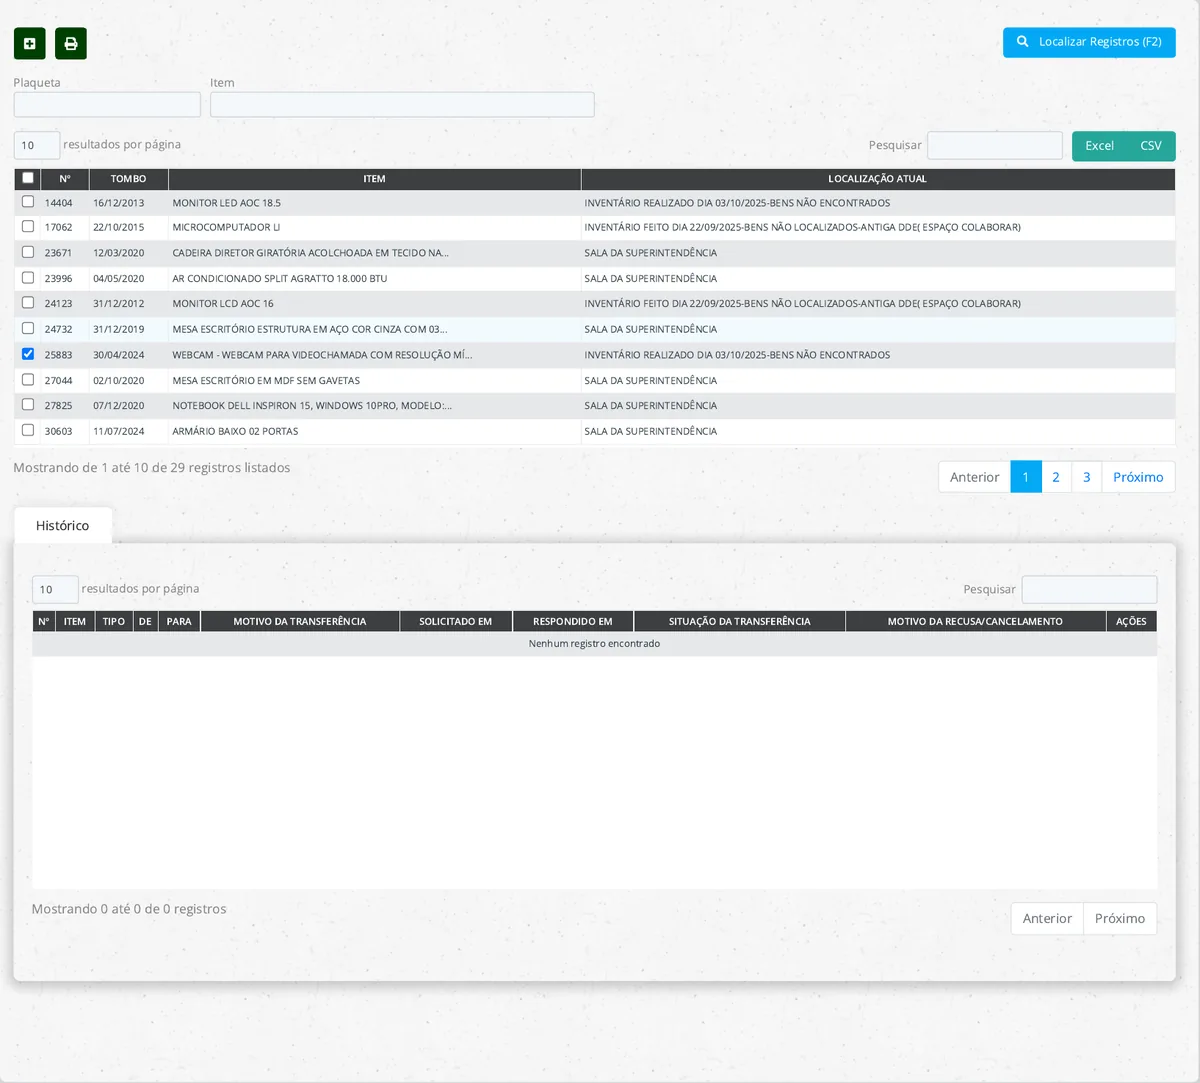 Localizar Registros (F2)
Plaqueta Item
10 resultados por página Pesquisar Excel CSV
Nº TOMBO ITEM LOCALIZAÇÃO ATUAL
14404 16/12/2013 MONITOR LED AOC 18.5 INVENTÁRIO REALIZADO DIA 03/10/2025-BENS NÃO ENCONTRADOS
17062 22/10/2015 MICROCOMPUTADOR LI INVENTÁRIO FEITO DIA 22/09/2025-BENS NÃO LOCALIZADOS-ANTIGA DDE( ESPAÇO COLABORAR)
23671 12/03/2020 CADEIRA DIRETOR GIRATÓRIA ACOLCHOADA EM TECIDO NA... SALA DA SUPERINTENDÊNCIA
23996 04/05/2020 AR CONDICIONADO SPLIT AGRATTO 18.000 BTU SALA DA SUPERINTENDÊNCIA
24123 31/12/2012 MONITOR LCD AOC 16 INVENTÁRIO FEITO DIA 22/09/2025-BENS NÃO LOCALIZADOS-ANTIGA DDE( ESPAÇO COLABORAR)
24732 31/12/2019 MESA ESCRITÓRIO ESTRUTURA EM AÇO COR CINZA COM 03... SALA DA SUPERINTENDÊNCIA
25883 30/04/2024 WEBCAM - WEBCAM PARA VIDEOCHAMADA COM RESOLUÇÃO MÍ... INVENTÁRIO REALIZADO DIA 03/10/2025-BENS NÃO ENCONTRADOS
27044 02/10/2020 MESA ESCRITÓRIO EM MDF SEM GAVETAS SALA DA SUPERINTENDÊNCIA
27825 07/12/2020 NOTEBOOK DELL INSPIRON 15, WINDOWS 10PRO, MODELO:... SALA DA SUPERINTENDÊNCIA
30603 11/07/2024 ARMÁRIO BAIXO 02 PORTAS SALA DA SUPERINTENDÊNCIA
Mostrando de 1 até 10 de 29 registros listados Anterior 1 2 3 Próximo
Histórico
10 resultados por página Pesquisar
Nº ITEM TIPO DE PARA MOTIVO DA TRANSFERÊNCIA SOLICITADO EM RESPONDIDO EM SITUAÇÃO DA TRANSFERÊNCIA MOTIVO DA RECUSA/CANCELAMENTO AÇÕES
Nenhum registro encontrado
Mostrando 0 até 0 de 0 registros Anterior Próximo